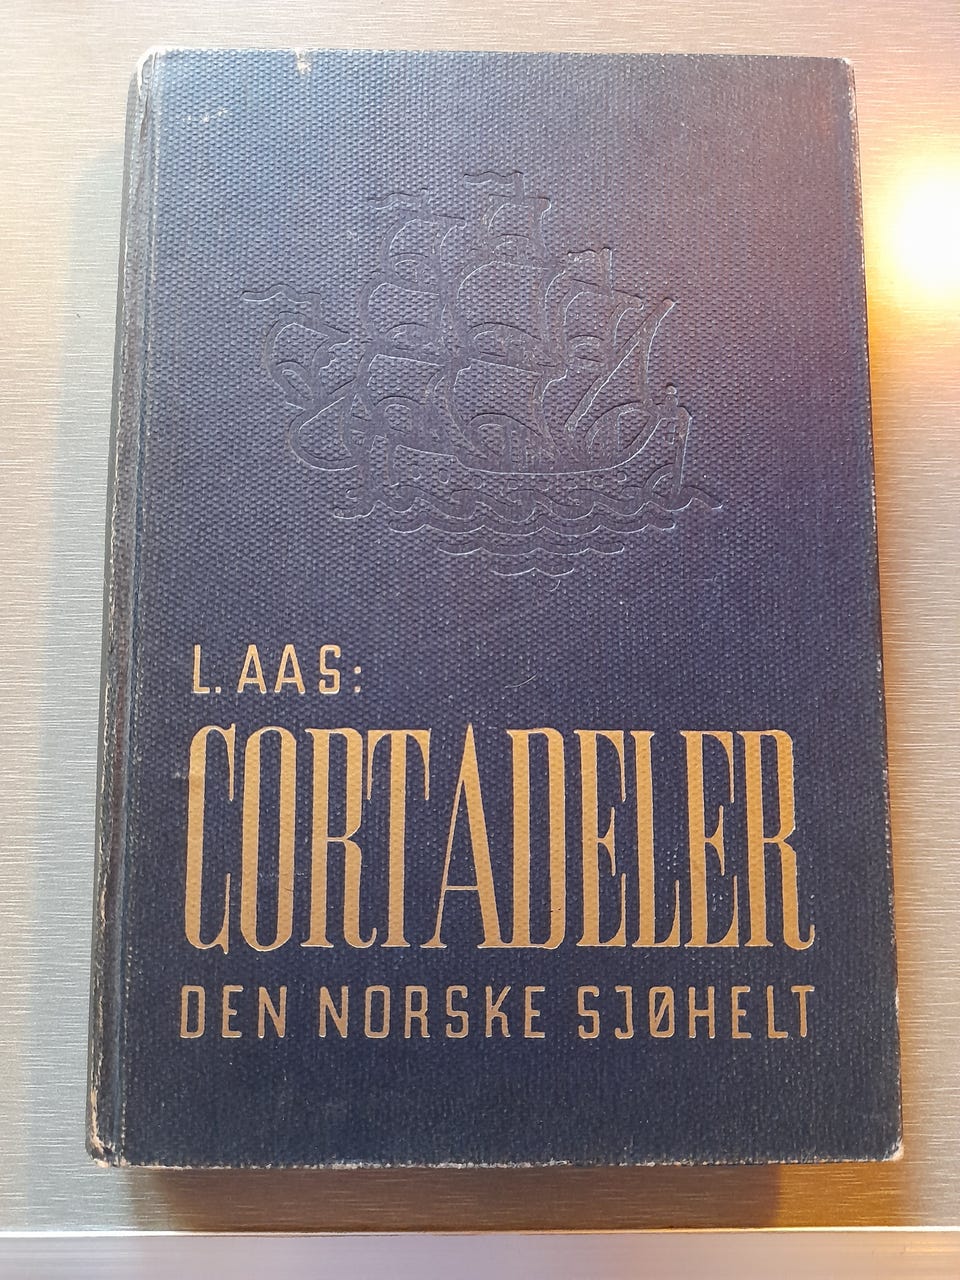 L. AAS:
CORTADELER
DEN NORSKE SJØHELT